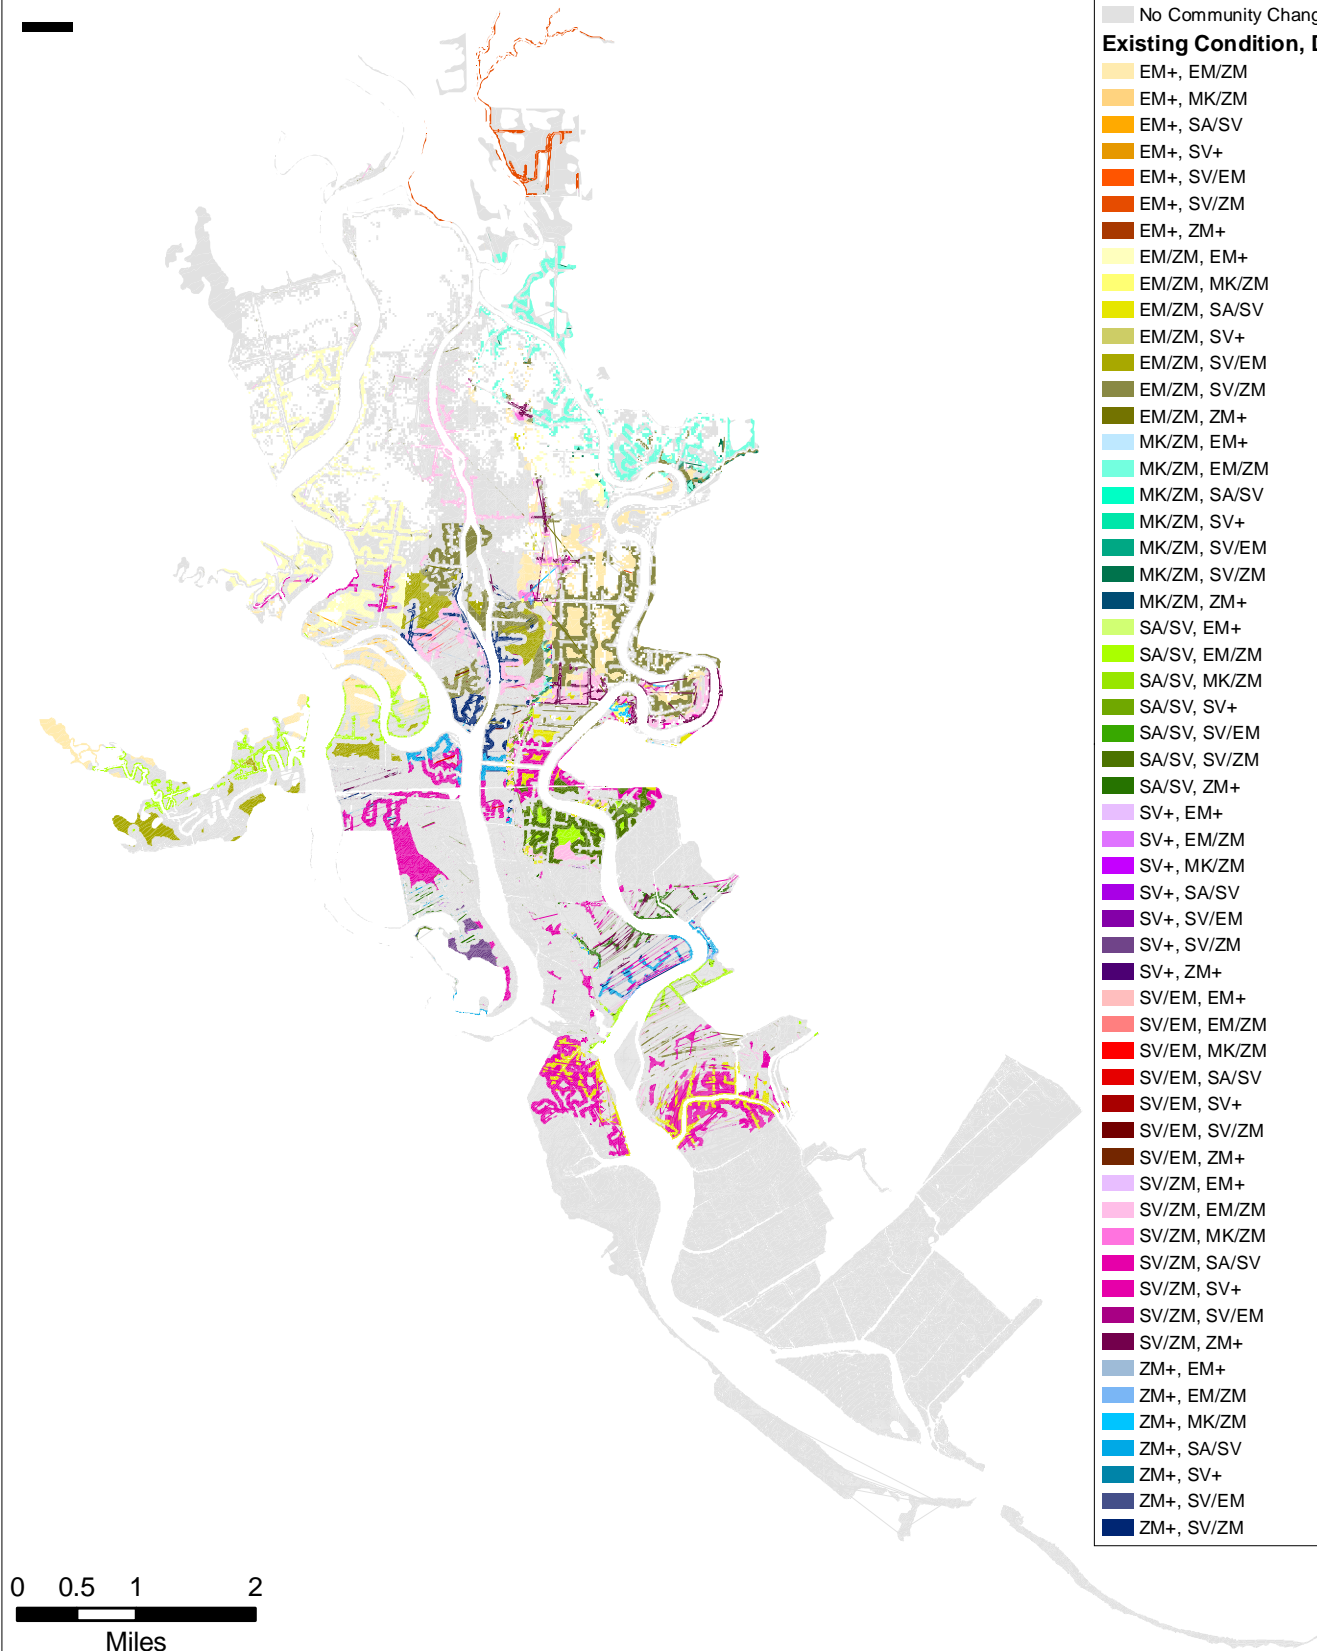 No Community Chang
Existing Condition, D
EM+, EM/ZM
EM+, MK/ZM
EM+, SA/SV
EM+, SV+
EM+, SV/EM
EM+, SV/ZM
EM+, ZM+
EM/ZM, EM+
EM/ZM, MK/ZM
EM/ZM, SA/SV
EM/ZM, SV+
EM/ZM, SV/EM
EM/ZM, SV/ZM
EM/ZM, ZM+
MK/ZM, EM+
MK/ZM, EM/ZM
MK/ZM, SA/SV
MK/ZM, SV+
MK/ZM, SV/EM
MK/ZM, SV/ZM
MK/ZM, ZM+
SA/SV, EM+
SA/SV, EM/ZM
SA/SV, MK/ZM
SA/SV, SV+
SA/SV, SV/EM
SA/SV, SV/ZM
SA/SV, ZM+
SV+, EM+
SV+, EM/ZM
SV+, MK/ZM
SV+, SA/SV
SV+, SV/EM
SV+, SV/ZM
SV+, ZM+
SV/EM, EM+
SV/EM, EM/ZM
SV/EM, MK/ZM
SV/EM, SA/SV
SV/EM, SV+
SV/EM, SV/ZM
SV/EM, ZM+
SV/ZM, EM+
SV/ZM, EM/ZM
SV/ZM, MK/ZM
SV/ZM, SA/SV
SV/ZM, SV+
SV/ZM, SV/EM
SV/ZM, ZM+
ZM+, EM+
ZM+, EM/ZM
ZM+, MK/ZM
ZM+, SA/SV
ZM+, SV+
ZM+, SV/EM
ZM+, SV/ZM
0 0.5 1 2
Miles